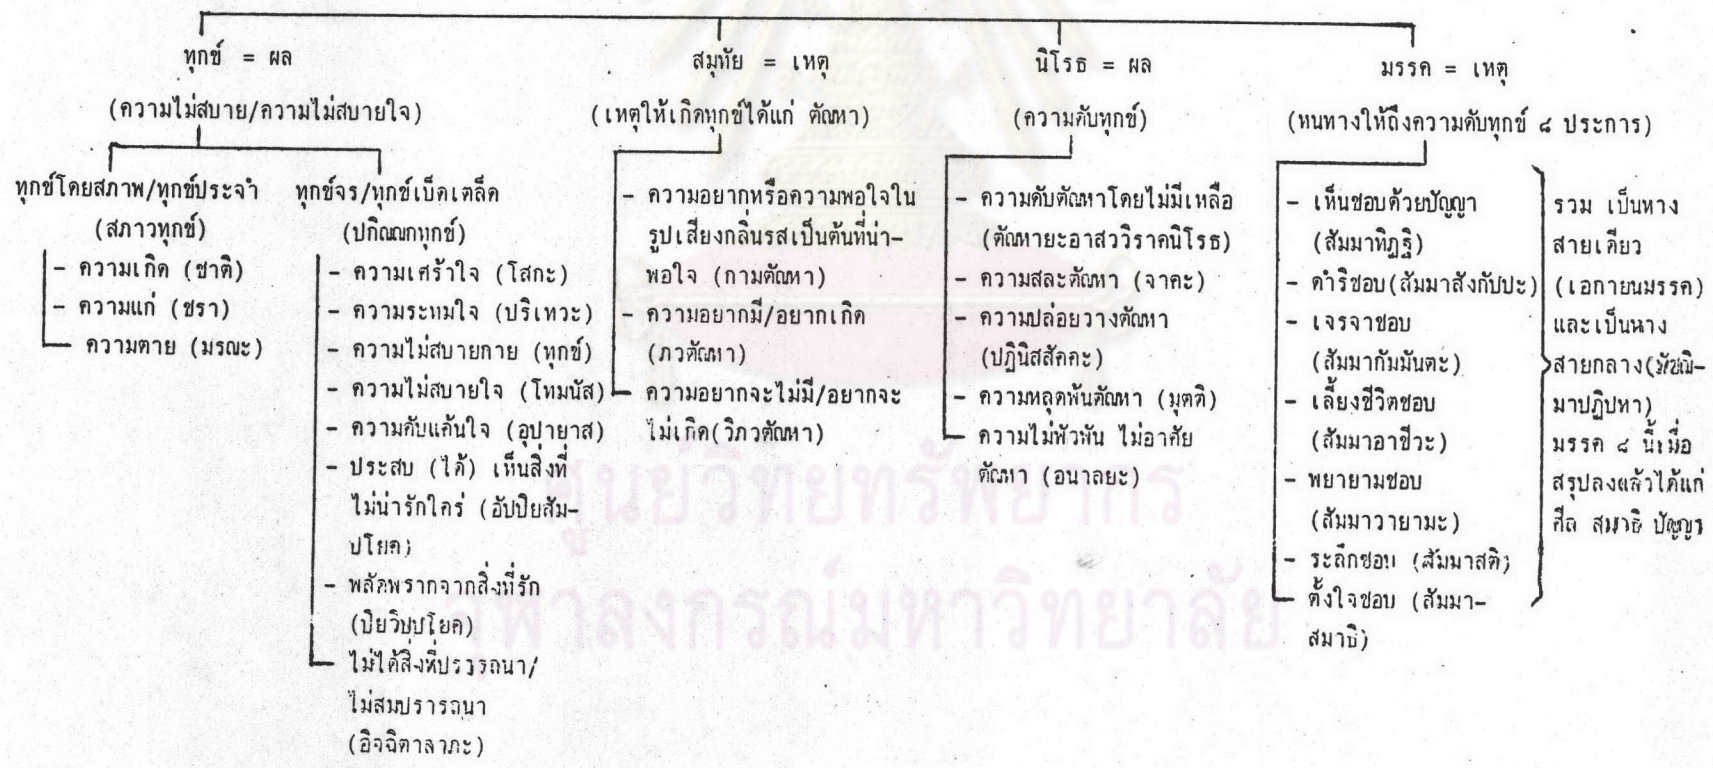 ทุกข์ = ผล
(ความไม่สบาย/ความไม่สบายใจ)
ทุกข์โดยสภาพ/ทุกข์ประจำ
(สภาวทุกข์)
- ความเกิด (ชาติ)
- ความแก่ (ชรา)
ความตาย (มรณะ)
ทุกข์จร/ทุกข์เบ็ดเตล็ด
(ปกิณณกทุกข์)
- ความเศร้าใจ (โสกะ)
- ความระทมใจ (ปริเทวะ)
- ความไม่สบายกาย (ทุกข์)
- ความไม่สบายใจ (โทมนัส)
- ความคับแค้นใจ (อุปายาส)
- ประสบ (ได้) เห็นสิ่งที่
ไม่น่ารักใคร่ (อัปปิยสัม-
ปโยค)
- พลัดพรากจากสิ่งที่รัก
(ปิยวิปปโยค)
ไม่ได้สิ่งที่ปรารถนา/
ไม่สมปรารถนา
(อิจฉิตาลาภะ)
สมุทัย = เหตุ
(เหตุให้เกิดทุกข์ได้แก่ ตัณหา)
- ความอยากหรือความพอใจใน
รูปเสียงกลิ่นรสเป็นต้นที่น่า-
พอใจ (กามตัณหา)
- ความอยากมี/อยากเกิด
(ภวตัณหา)
ความอยากจะไม่มี/อยากจะ
ไม่เกิด(วิภวตัณหา)
นิโรธ = ผล
(ความดับทุกข์)
- ความดับตัณหาโดยไม่มีเหลือ
(ตัณหายะอาสววิราคนิโรธ)
- ความสละตัณหา (จาคะ)
- ความปล่อยวางตัณหา
(ปฏินิสสัคคะ)
- ความหลุดพ้นตัณหา (มุตติ)
ความไม่พัวพัน ไม่อาศัย
ตัณหา (อนาลยะ)
มรรค = เหตุ
(หนทางให้ถึงความดับทุกข์ ๘ ประการ)
- เห็นชอบด้วยปัญญา
(สัมมาทิฏฐิ)
- ดำริชอบ(สัมมาสังกัปปะ)
- เจรจาชอบ
(สัมมากัมมันตะ)
- เลี้ยงชีวิตชอบ
(สัมมาอาชีวะ)
- พยายามชอบ
(สัมมาวายามะ)
- ระลึกชอบ (สัมมาสติ)
ตั้งใจชอบ (สัมมา-
สมาธิ)
รวม เป็นทาง
สายเดียว
(เอกายนมรรค)
และเป็นทาง
สายกลาง(มัชฌิ-
มาปฏิปทา)
มรรค ๘ นี้เมื่อ
สรุปลงแล้วได้แก่
ศีล สมาธิ ปัญญา
ศูนย์วิทยทรัพยากร
จุฬาลงกรณ์มหาวิทยาลัย